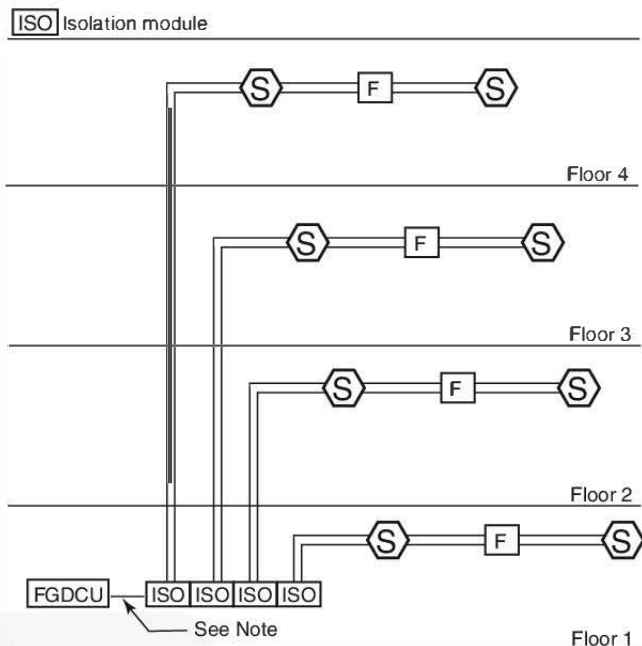 ISO Isolation module
S F S
Floor 4
S F S
Floor 3
S F S
Floor 2
S F S
FGDCU ISO ISO ISO ISO
See Note
Floor 1